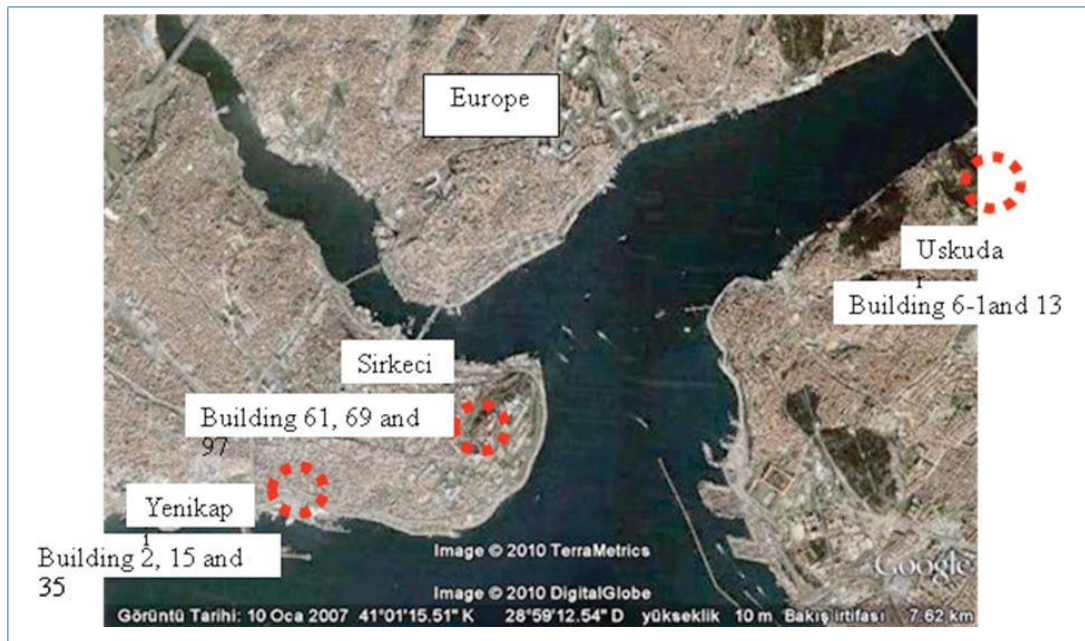 Europe
Uskuda
r
Building 6-1and 13
Sirkeci
Building 61, 69 and
97
Yenikap
1
Building 2, 15 and
35
Image © 2010 TerraMetrics
Google
Image © 2010 DigitalGlobe
Görüntü Tarihi: 10 Oca 2007 41°01'15.51" K 28°59'12.54" D yükseklik 10 m Bakış irtifası 7.62 km